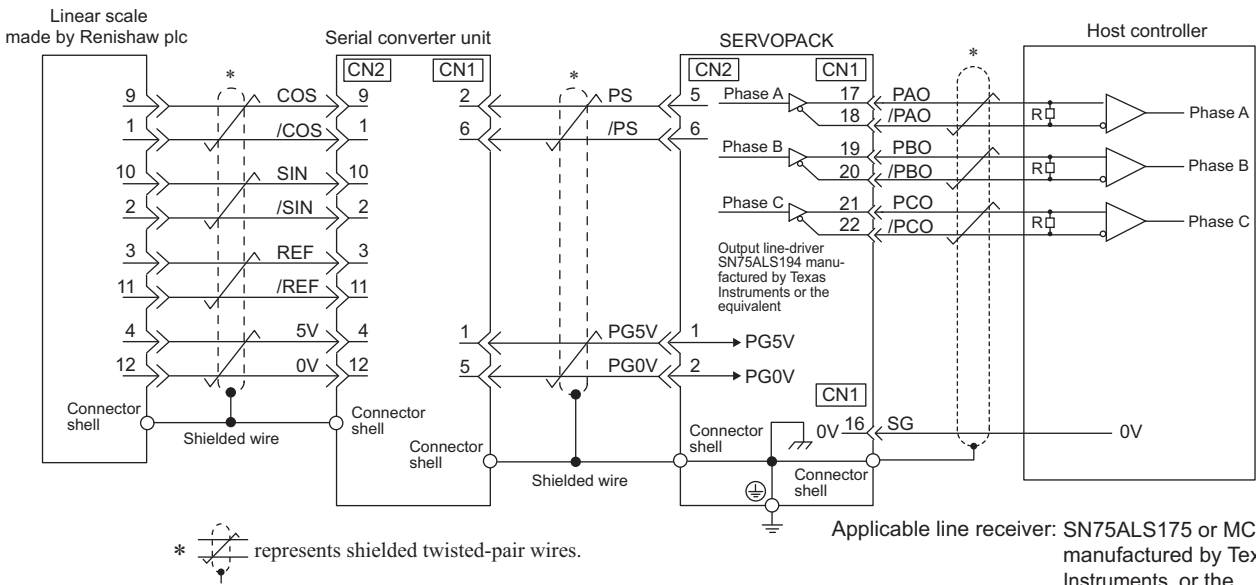 Linear scale
made by Renishaw plc
Serial converter unit
SERVOPACK
Host controller
CN2 CN1
CN2 CN1
* * *
9 COS 9
1 /COS 1
10 SIN 10
2 /SIN 2
3 REF 3
11 /REF 11
4 5V 4
12 0V 12
Connector
shell
Shielded wire
Connector
shell
2 PS 5
6 /PS 6
1 PG5V 1 PG5V
5 PG0V 2 PG0V
Connector
shell
Shielded wire
Connector
shell
Phase A 17 PAO R Phase A
18 /PAO
Phase B 19 PBO R Phase B
20 /PBO
Phase C 21 PCO R Phase C
22 /PCO
Output line-driver
SN75ALS194 manu-
factured by Texas
Instruments or the
equivalent
CN1
0V 16 SG 0V
Connector
shell
* represents shielded twisted-pair wires.
Applicable line receiver: SN75ALS175 or MC
manufactured by Tex
Instruments, or the